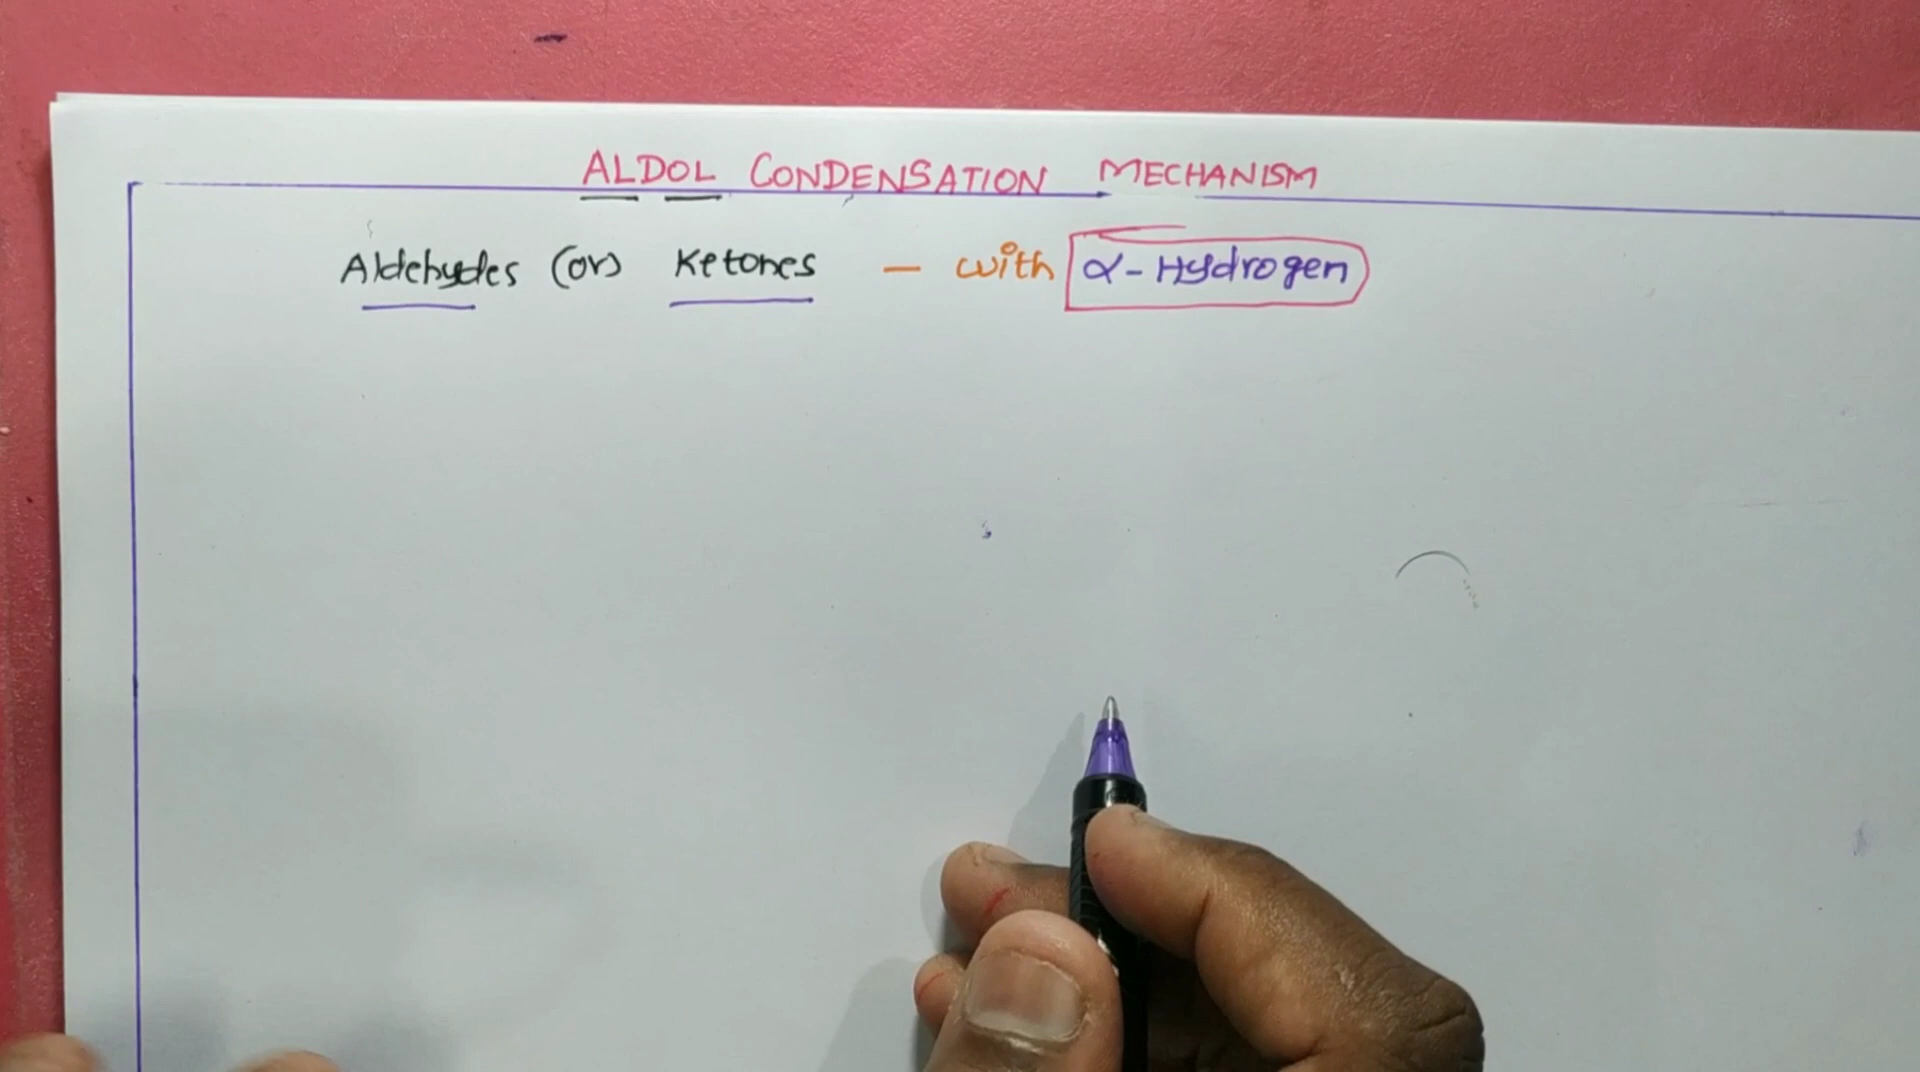 ALDOL CONDENSATION MECHANISM
Aldehydes (or) Ketones - with α-Hydrogen